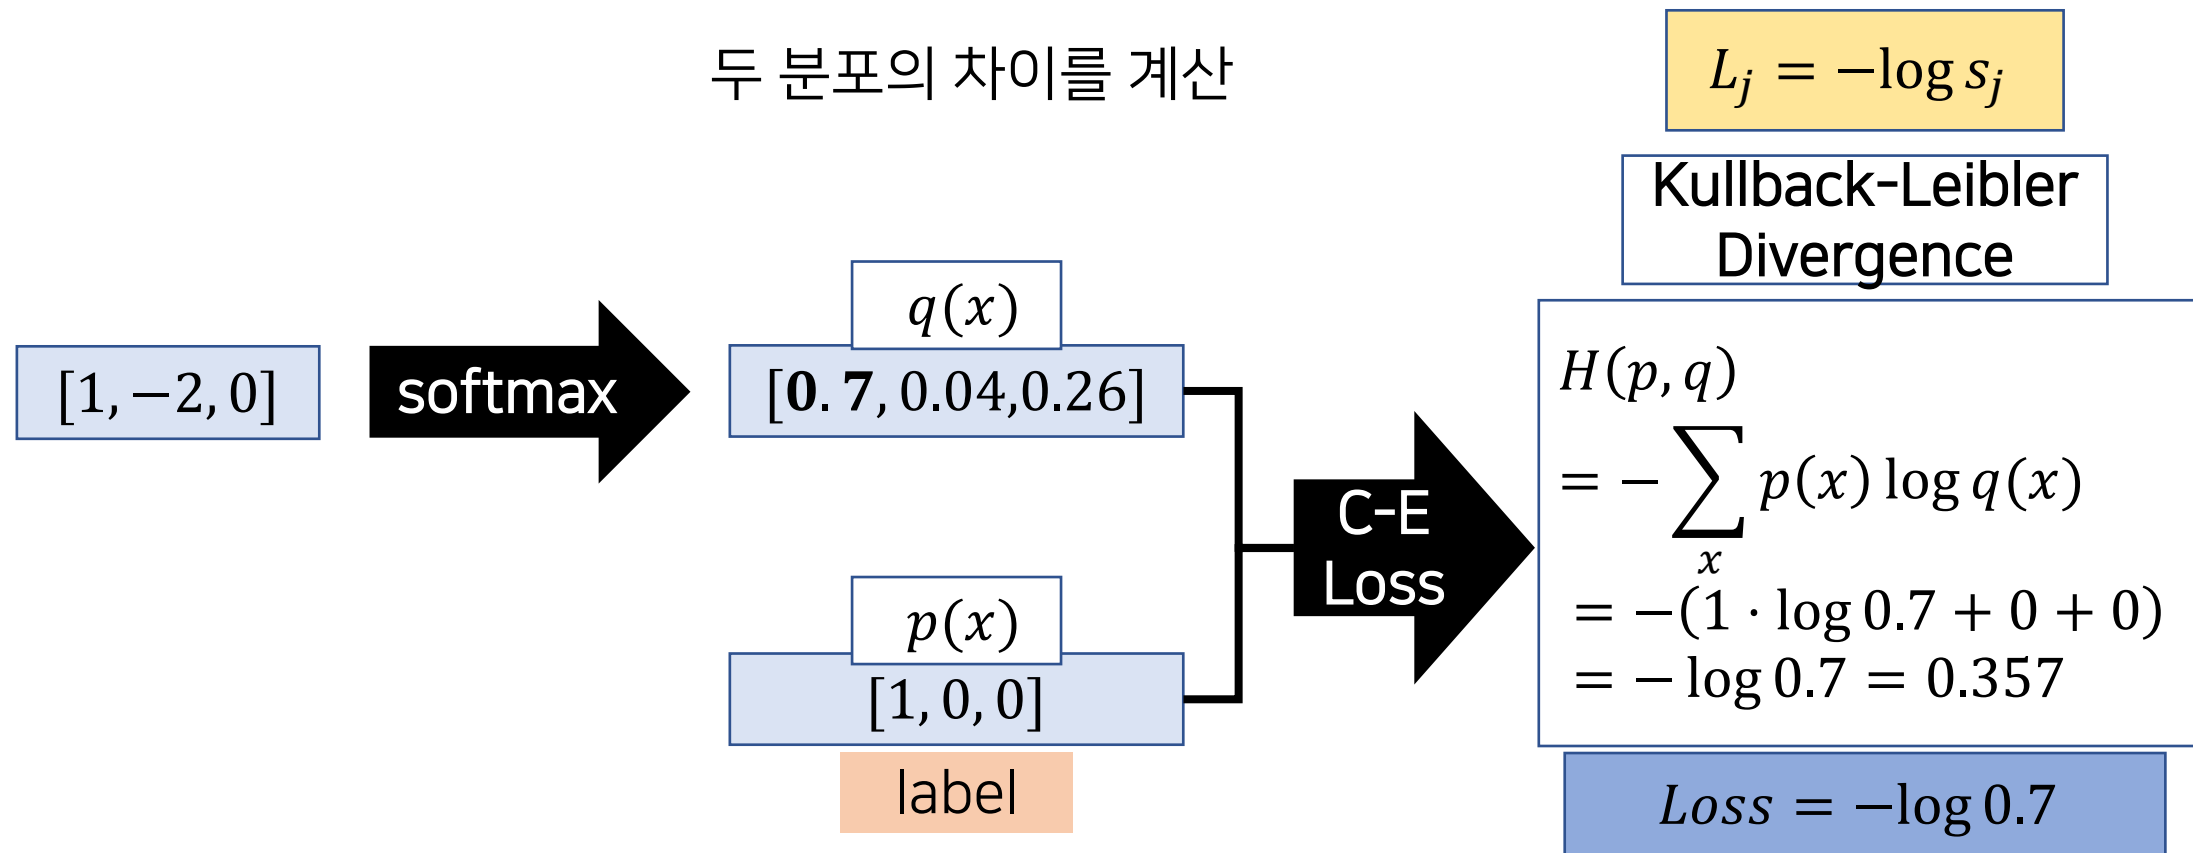 두 분포의 차이를 계산
L_j = −log s_j
Kullback-Leibler
Divergence
[1, −2, 0]
softmax
q(x)
[0.7, 0.04,0.26]
p(x)
[1, 0, 0]
label
C-E
Loss
H(p, q)
= − ∑_x p(x) log q(x)
= −(1 · log 0.7 + 0 + 0)
= − log 0.7 = 0.357
Loss = −log 0.7